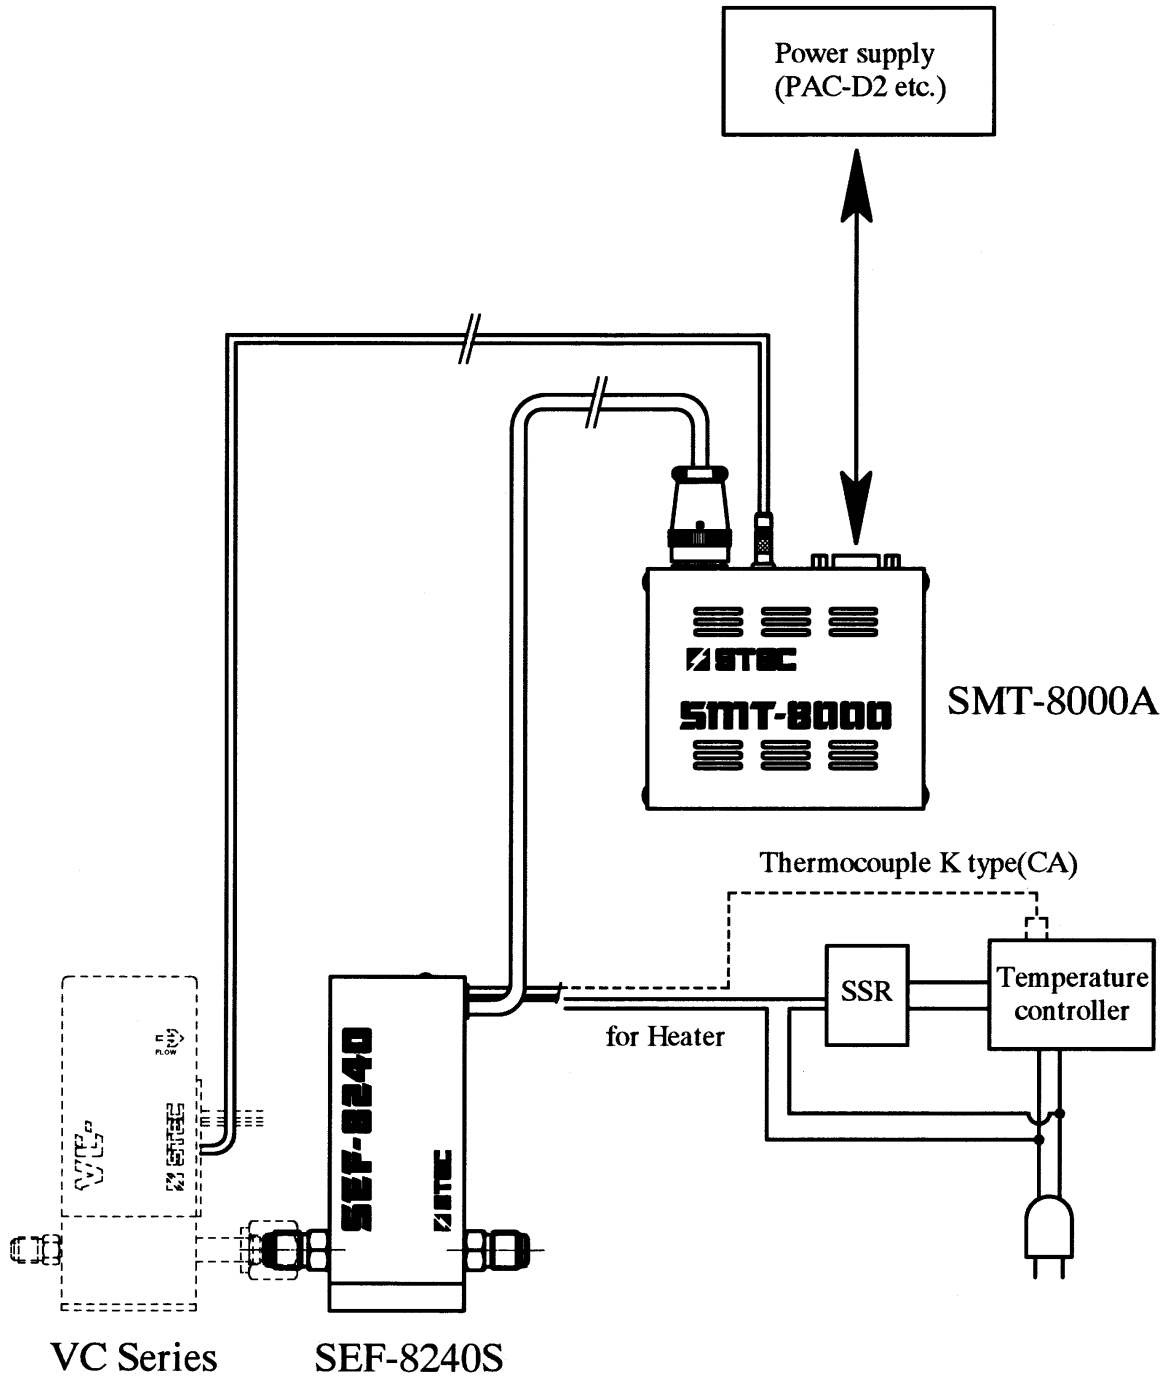 Power supply
(PAC-D2 etc.)
STEC
SMT-8000
SMT-8000A
Thermocouple K type(CA)
SSR
Temperature
controller
for Heater
FLOW
VC
STEC
SEF-8240
STEC
VC Series
SEF-8240S